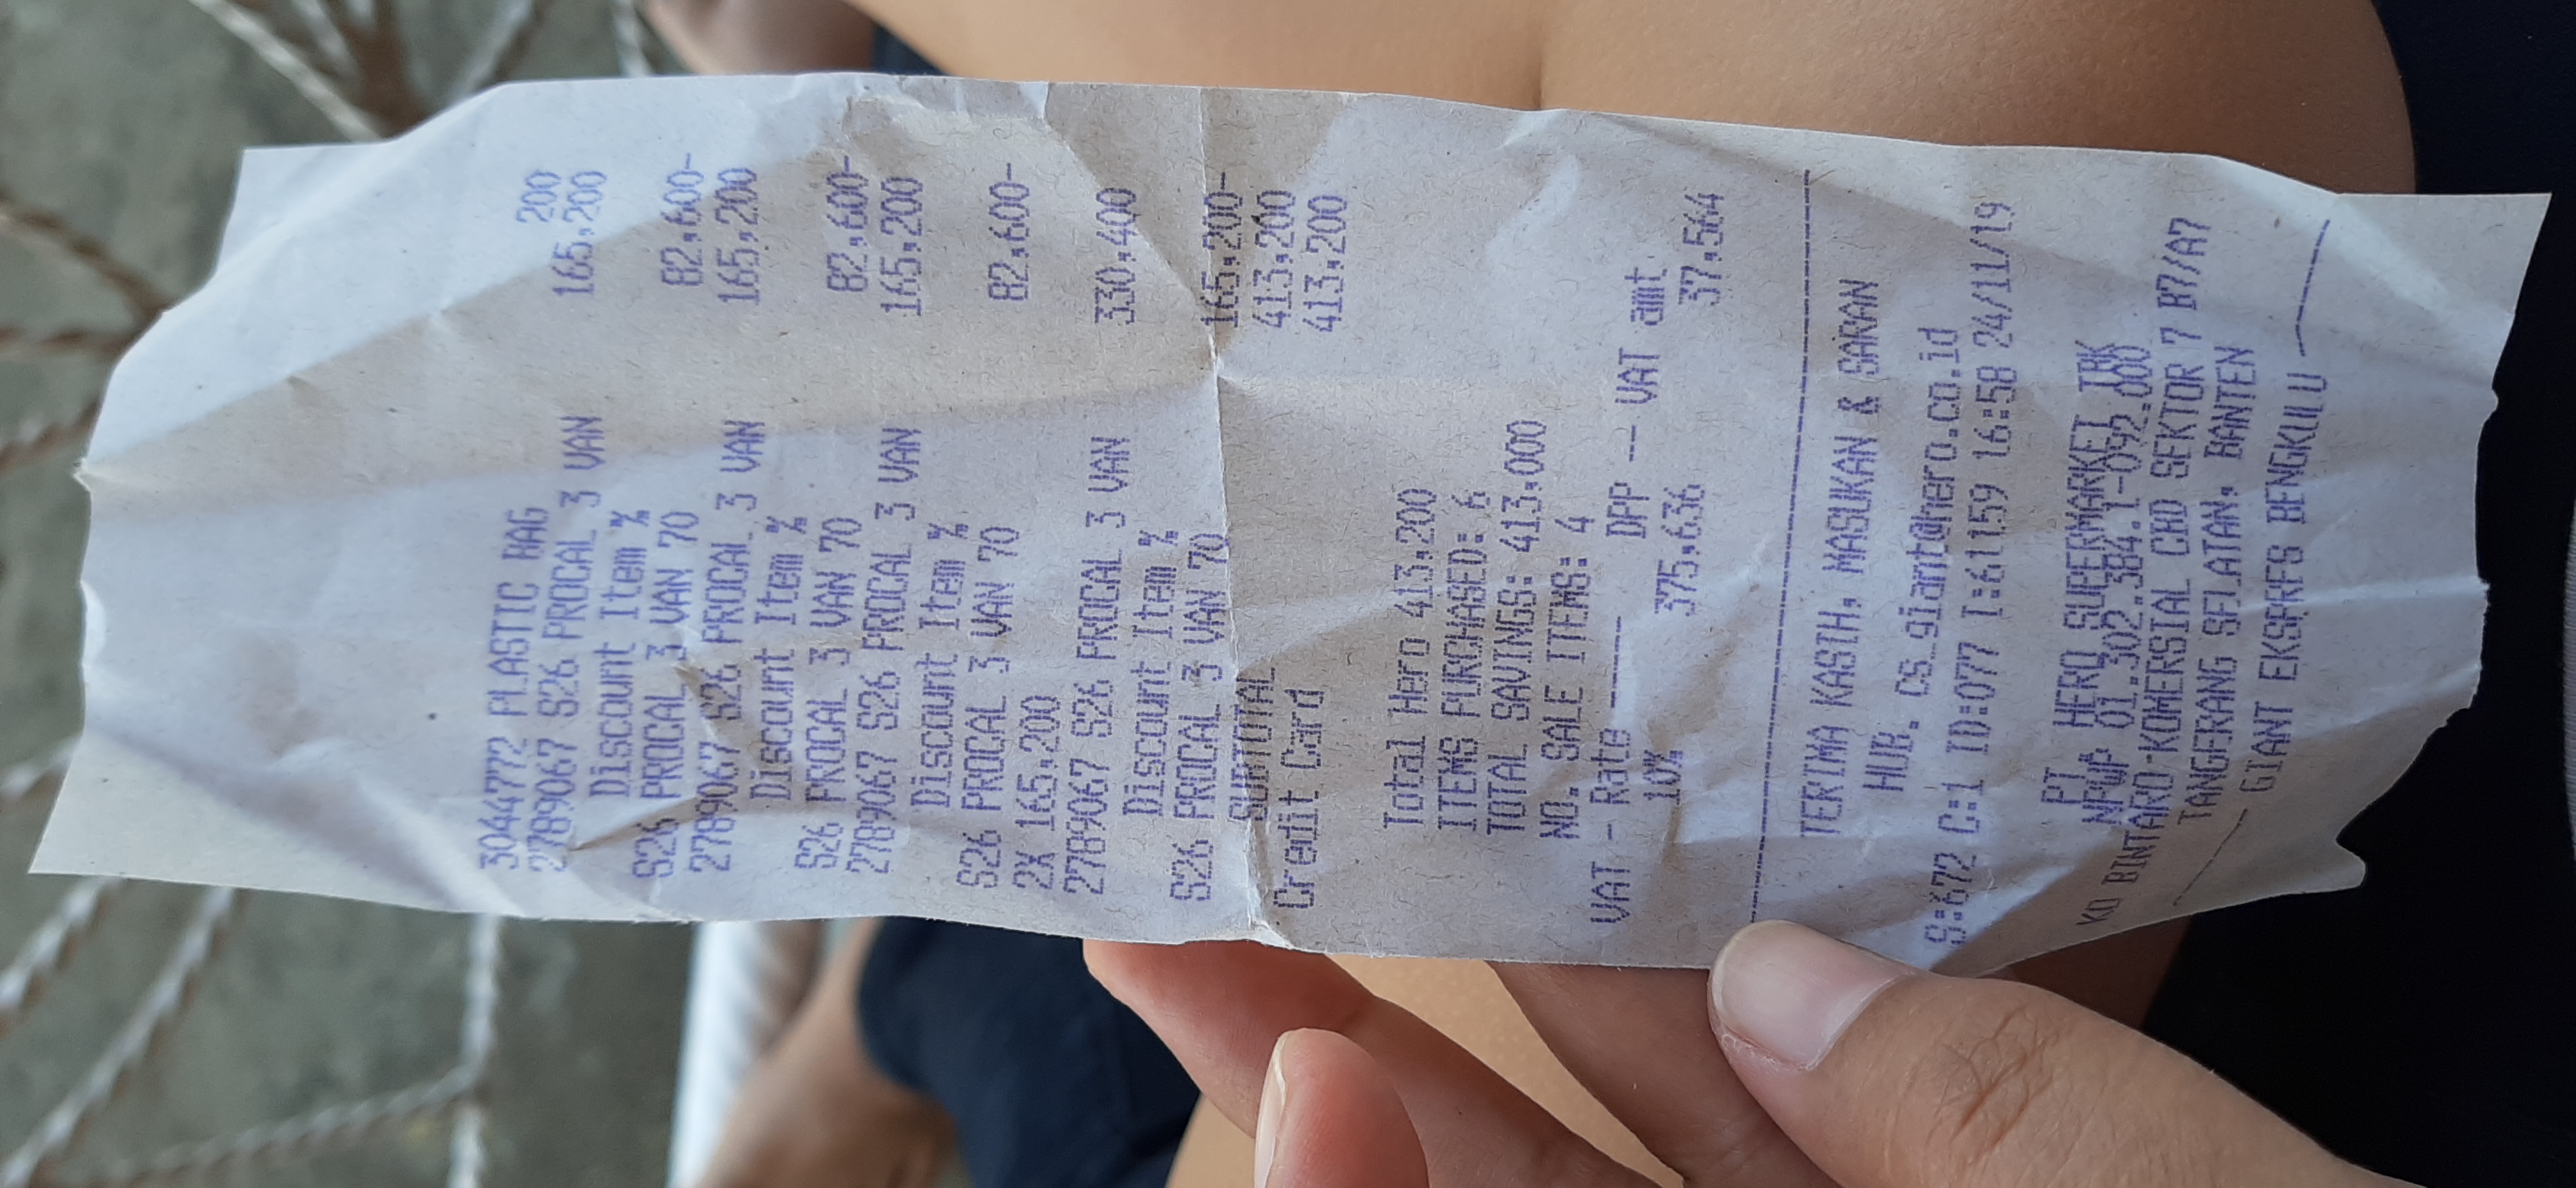 3044772 PLASTIC BAG 200
2789067 S26 PROCAL 3 VAN 165,200
Discount Item %
S26 PROCAL 3 VAN 70 82,600-
2789067 S26 PROCAL 3 VAN 165,200
Discount Item %
S26 PROCAL 3 VAN 70 82,600-
2789067 S26 PROCAL 3 VAN 165,200
Discount Item %
S26 PROCAL 3 VAN 70 82,600-
2X 165,200
2789067 S26 PROCAL 3 VAN 330,400
Discount Item %
S26 PROCAL 3 VAN 70 165,200-
SUBTOTAL 413,200
Credit Card 413,200
Total Hero 413,200
ITEMS PURCHASED: 6
TOTAL SAVINGS: 413,000
NO. SALE ITEMS: 4
VAT - Rate ----- DPP -- VAT amt
10% 375,636 37,564
TERIMA KASIH, MASUKAN & SARAN
HUB. cs_giant@hero.co.id
S:672 C:1 ID:077 I:61159 16:58 24/11/19
PT. HERO SUPERMARKET TBK
NPWP 01.302.384.1-092.000
KO BINTARO KOMERSIAL CBD SEKTOR 7 B7/A7
TANGERANG SELATAN, BANTEN
GIANT EKSPRES BENGKULU